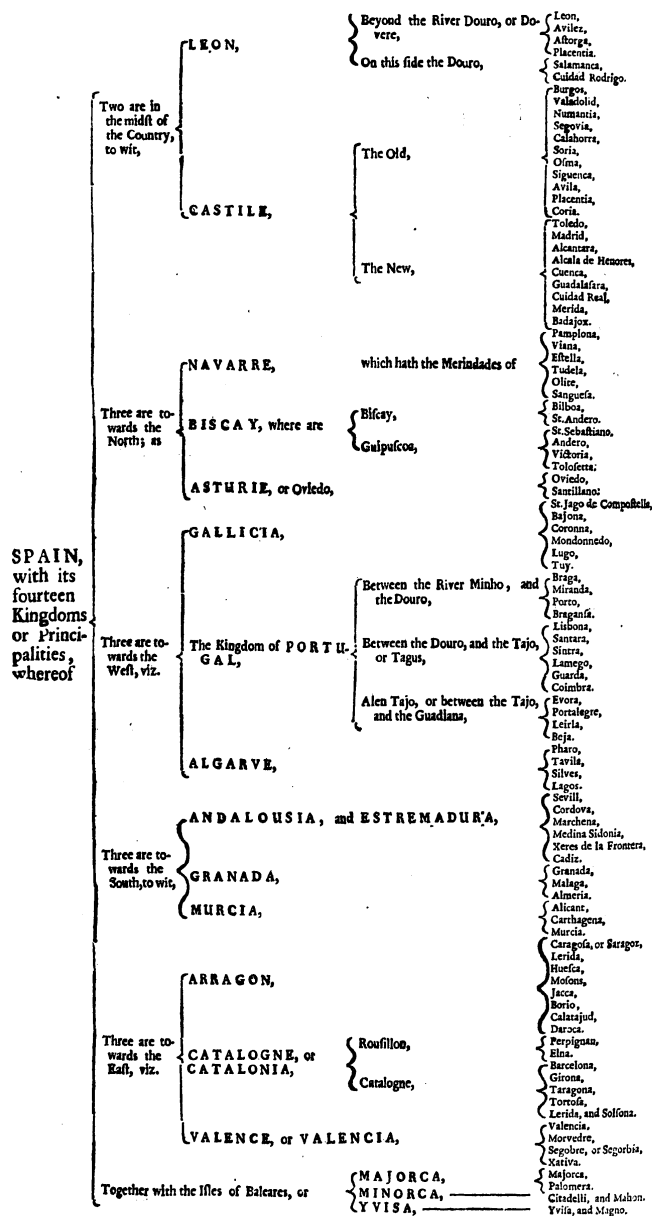 SPAIN,
with its
fourteen
Kingdoms
or Princi-
palities,
whereof
Two are in
the midſt of
the Country,
to wit,
LEON,
Beyond the River Douro, or Do-
vere,
Leon,
Avilez,
Aſtorga,
Placentia.
On this ſide the Douro,
Salamanca,
Cuidad Rodrigo.
CASTILE,
The Old,
Burgos,
Valadolid,
Numantia,
Segovia,
Calahorra,
Soria,
Oſma,
Siguenca,
Avila,
Placentia,
Coria.
The New,
Toledo,
Madrid,
Alcantara,
Alcala de Henores,
Cuenca,
Guadalafara,
Cuidad Real,
Merida,
Badajox.
Three are to-
wards the
North; as
NAVARRE,
which hath the Merindades of
Pamplona,
Viana,
Eſtella,
Tudela,
Olite,
Sangueſa.
BISCAY, where are
Biſcay,
Bilboa,
St. Andero.
Guipuſcoa,
St. Sebaſtiano,
Andero,
Victoria,
Toloſetta;
ASTURIE, or Oviedo,
Oviedo,
Santillano:
Three are to-
wards the
Weſt, viz.
GALLICIA,
St. Jago de Compoſtella,
Bajona,
Coronna,
Mondonnedo,
Lugo,
Tuy.
The Kingdom of PORTU-
GAL,
Between the River Minho, and
the Douro,
Braga,
Miranda,
Porto,
Braganſa.
Between the Douro, and the Tajo,
or Tagus,
Lisbona,
Santara,
Sintra,
Lamego,
Guarda,
Coimbra.
Alen Tajo, or between the Tajo,
and the Guadiana,
Evora,
Portalegre,
Leiria,
Beja.
ALGARVE,
Pharo,
Tavila,
Silves,
Lagos.
Three are to-
wards the
South, to wit,
ANDALOUSIA, and ESTREMADURA,
Sevill,
Cordova,
Marchena,
Medina Sidonia,
Xeres de la Frontera,
Cadiz.
GRANADA,
Granada,
Malaga,
Almeria.
MURCIA,
Alicant,
Carthagena,
Murcia.
Three are to-
wards the
Eaſt, viz.
ARRAGON,
Caragoſa, or Saragoz,
Lerida,
Hueſca,
Moſons,
Jacca,
Borio,
Calatajud,
Daroca.
CATALOGNE, or
CATALONIA,
Rouſillon,
Perpignan,
Elna.
Catalogne,
Barcelona,
Girona,
Taragona,
Tortoſa,
Lerida, and Solſona.
VALENCE, or VALENCIA,
Valencia,
Morvedre,
Segobre, or Segorbia,
Xativa.
Together with the Iſles of Baleares, or
MAJORCA,
Majorca,
Palomera.
MINORCA,
Citadelli, and Mahon.
YVISA,
Yviſa, and Magno.